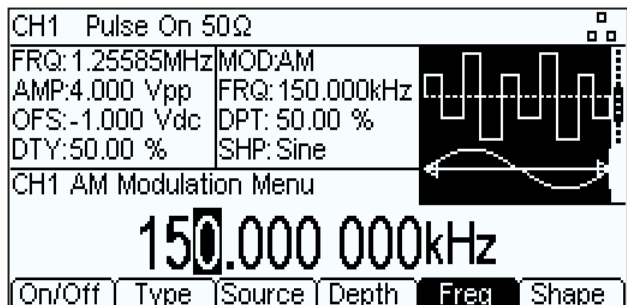 CH1 Pulse On 50Ω
FRQ:1.25585MHz MOD:AM
AMP:4.000 Vpp FRQ:150.000kHz
OFS:-1.000 Vdc DPT: 50.00 %
DTY:50.00 % SHP: Sine
CH1 AM Modulation Menu
150.000 000kHz
On/Off Type Source Depth Freq Shape